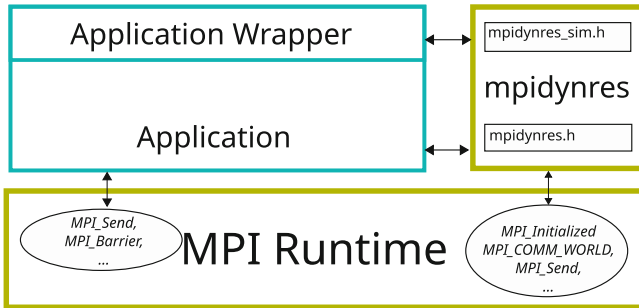 Application Wrapper
Application
mpidynres_sim.h
mpidynres
mpidynres.h
MPI_Send,
MPI_Barrier,
...
MPI Runtime
MPI_Initialized
MPI_COMM_WORLD,
MPI_Send,
...